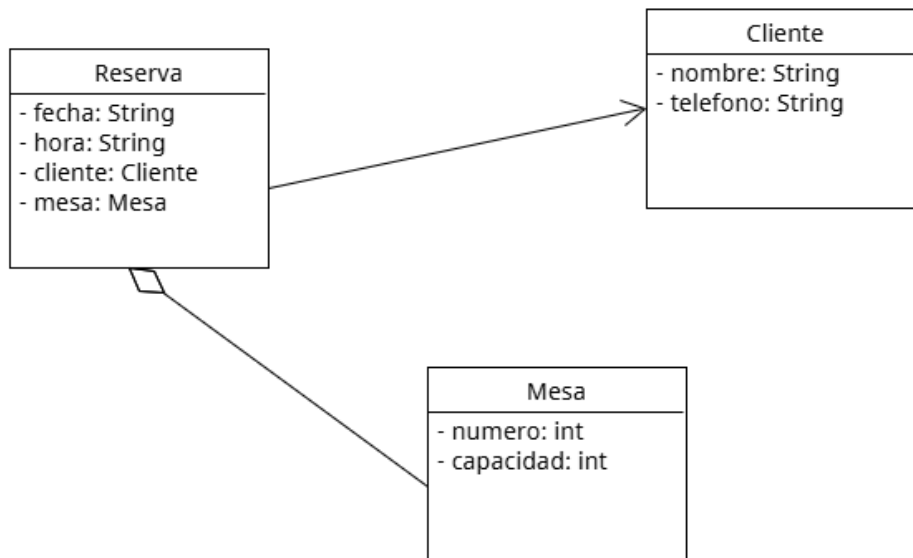 Reserva
- fecha: String
- hora: String
- cliente: Cliente
- mesa: Mesa
Cliente
- nombre: String
- telefono: String
Mesa
- numero: int
- capacidad: int